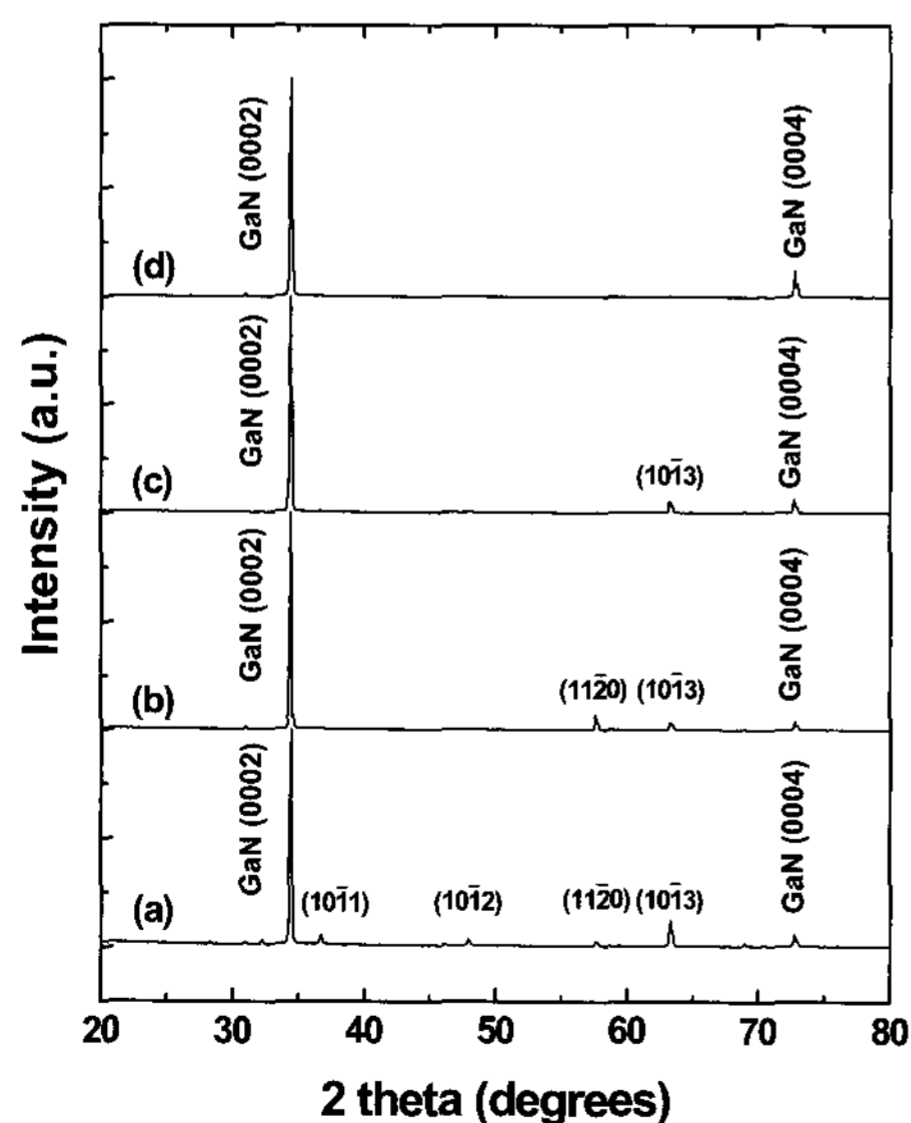 GaN (0002)
GaN (0004)
(d)
GaN (0002)
GaN (0004)
(c)
(101̄3)
GaN (0002)
GaN (0004)
(b)
(112̄0) (101̄3)
GaN (0002)
GaN (0004)
(a)
(101̄1) (101̄2) (112̄0) (101̄3)
Intensity (a.u.)
20 30 40 50 60 70 80
2 theta (degrees)